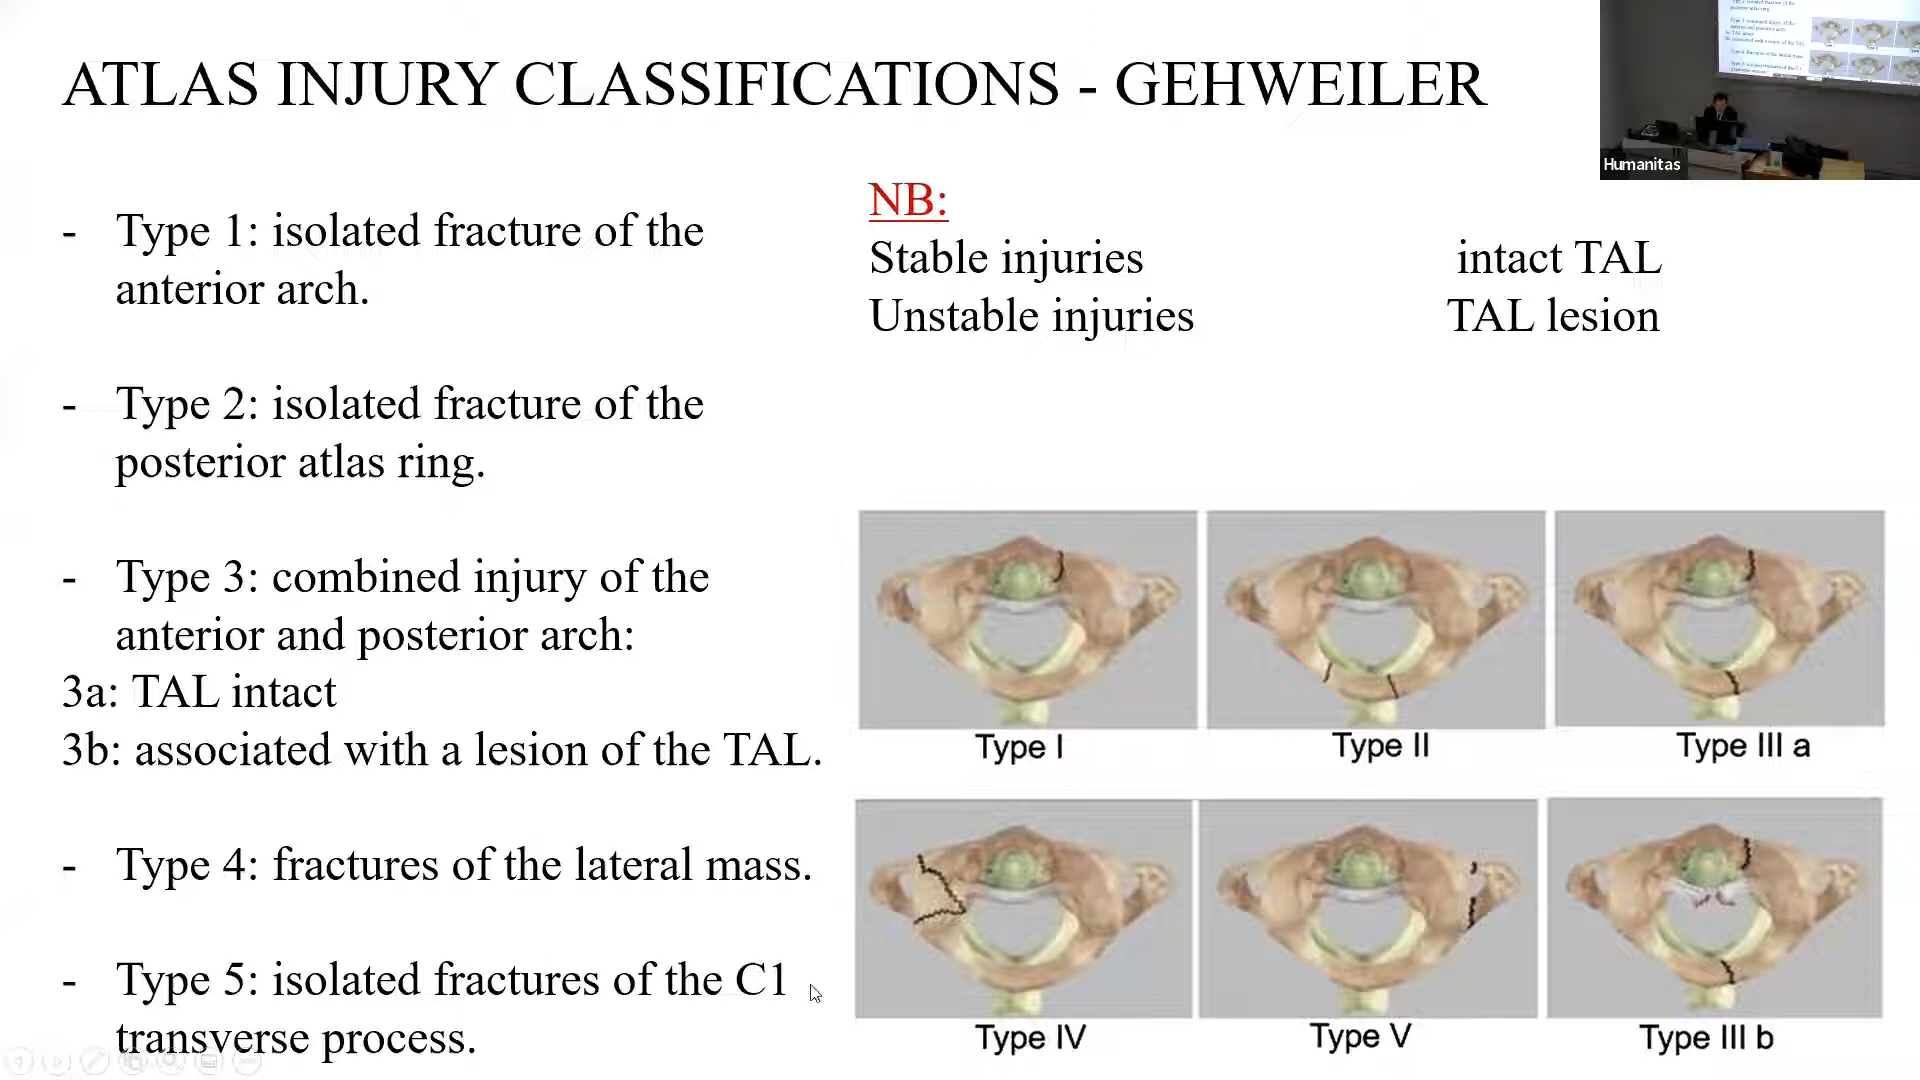 ATLAS INJURY CLASSIFICATIONS - GEHWEILER
Humanitas
- Type 1: isolated fracture of the
anterior arch.
- Type 2: isolated fracture of the
posterior atlas ring.
- Type 3: combined injury of the
anterior and posterior arch:
3a: TAL intact
3b: associated with a lesion of the TAL.
- Type 4: fractures of the lateral mass.
- Type 5: isolated fractures of the C1
transverse process.
NB:
Stable injuries intact TAL
Unstable injuries TAL lesion
Type I
Type II
Type III a
Type IV
Type V
Type III b